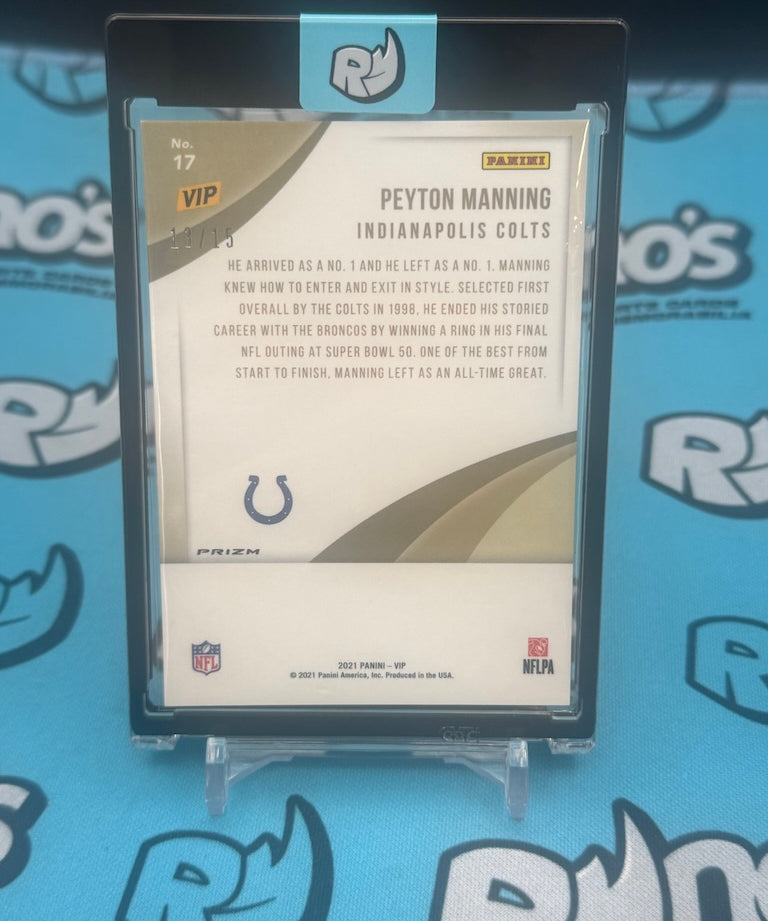 RY
No.
17
PANINI
VIP
PEYTON MANNING
13/15
INDIANAPOLIS COLTS
HE ARRIVED AS A NO. 1 AND HE LEFT AS A NO. 1. MANNING
KNEW HOW TO ENTER AND EXIT IN STYLE. SELECTED FIRST
OVERALL BY THE COLTS IN 1998, HE ENDED HIS STORIED
CAREER WITH THE BRONCOS BY WINNING A RING IN HIS FINAL
NFL OUTING AT SUPER BOWL 50. ONE OF THE BEST FROM
START TO FINISH, MANNING LEFT AS AN ALL-TIME GREAT.
PRIZM
NFL
NFLPA
2021 PANINI – VIP
© 2021 Panini America, Inc. Produced in the USA.
RY
RY